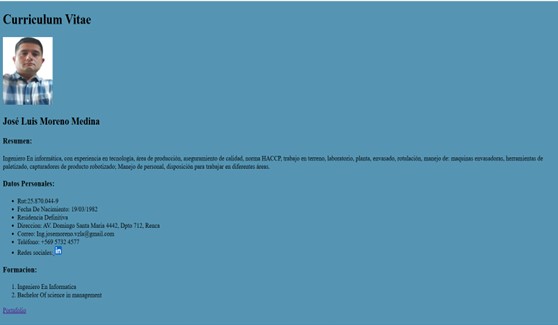 Curriculum Vitae
José Luis Moreno Medina
Resumen:
Ingeniero En informatica, con experiencia en tecnología, área de producción, aseguramiento de calidad, norma HACCP, trabajo en terreno, laboratorio, planta, envasado, rotulación, manejo de: maquinas envasadoras, herramientas de
paletizado, capturadores de producto robotizado; Manejo de personal, disposición para trabajar en diferentes áreas.
Datos Personales:
Rut:25.870.044-9
Fecha De Nacimiento: 19/03/1982
Residencia Definitiva
Direccion: AV. Domingo Santa Maria 4442, Dpto 712, Renca
Correo: Ing.josemoreno.vzla@gmail.com
Teléfono: +569 5732 4577
Redes sociales: in
Formacion:
1. Ingeniero En Informatica
2. Bachelor Of science in management
Portafolio